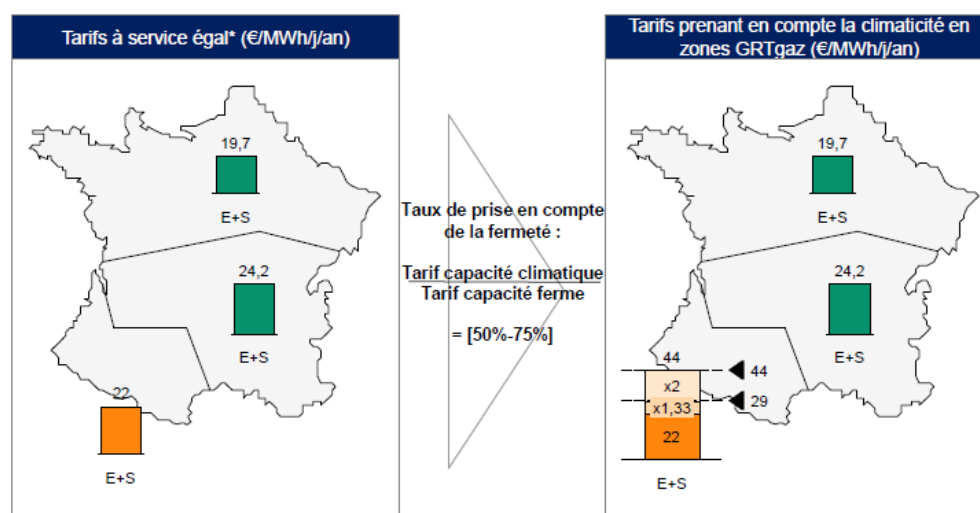 Tarifs à service égal* (€/MWh/j/an)
19,7
E+S
24,2
E+S
22
E+S
Taux de prise en compte
de la fermeté :
Tarif capacité climatique
Tarif capacité ferme
= [50%-75%]
Tarifs prenant en compte la climaticité en
zones GRTgaz (€/MWh/j/an)
19,7
E+S
24,2
E+S
44
44
x2
29
x1,33
22
E+S